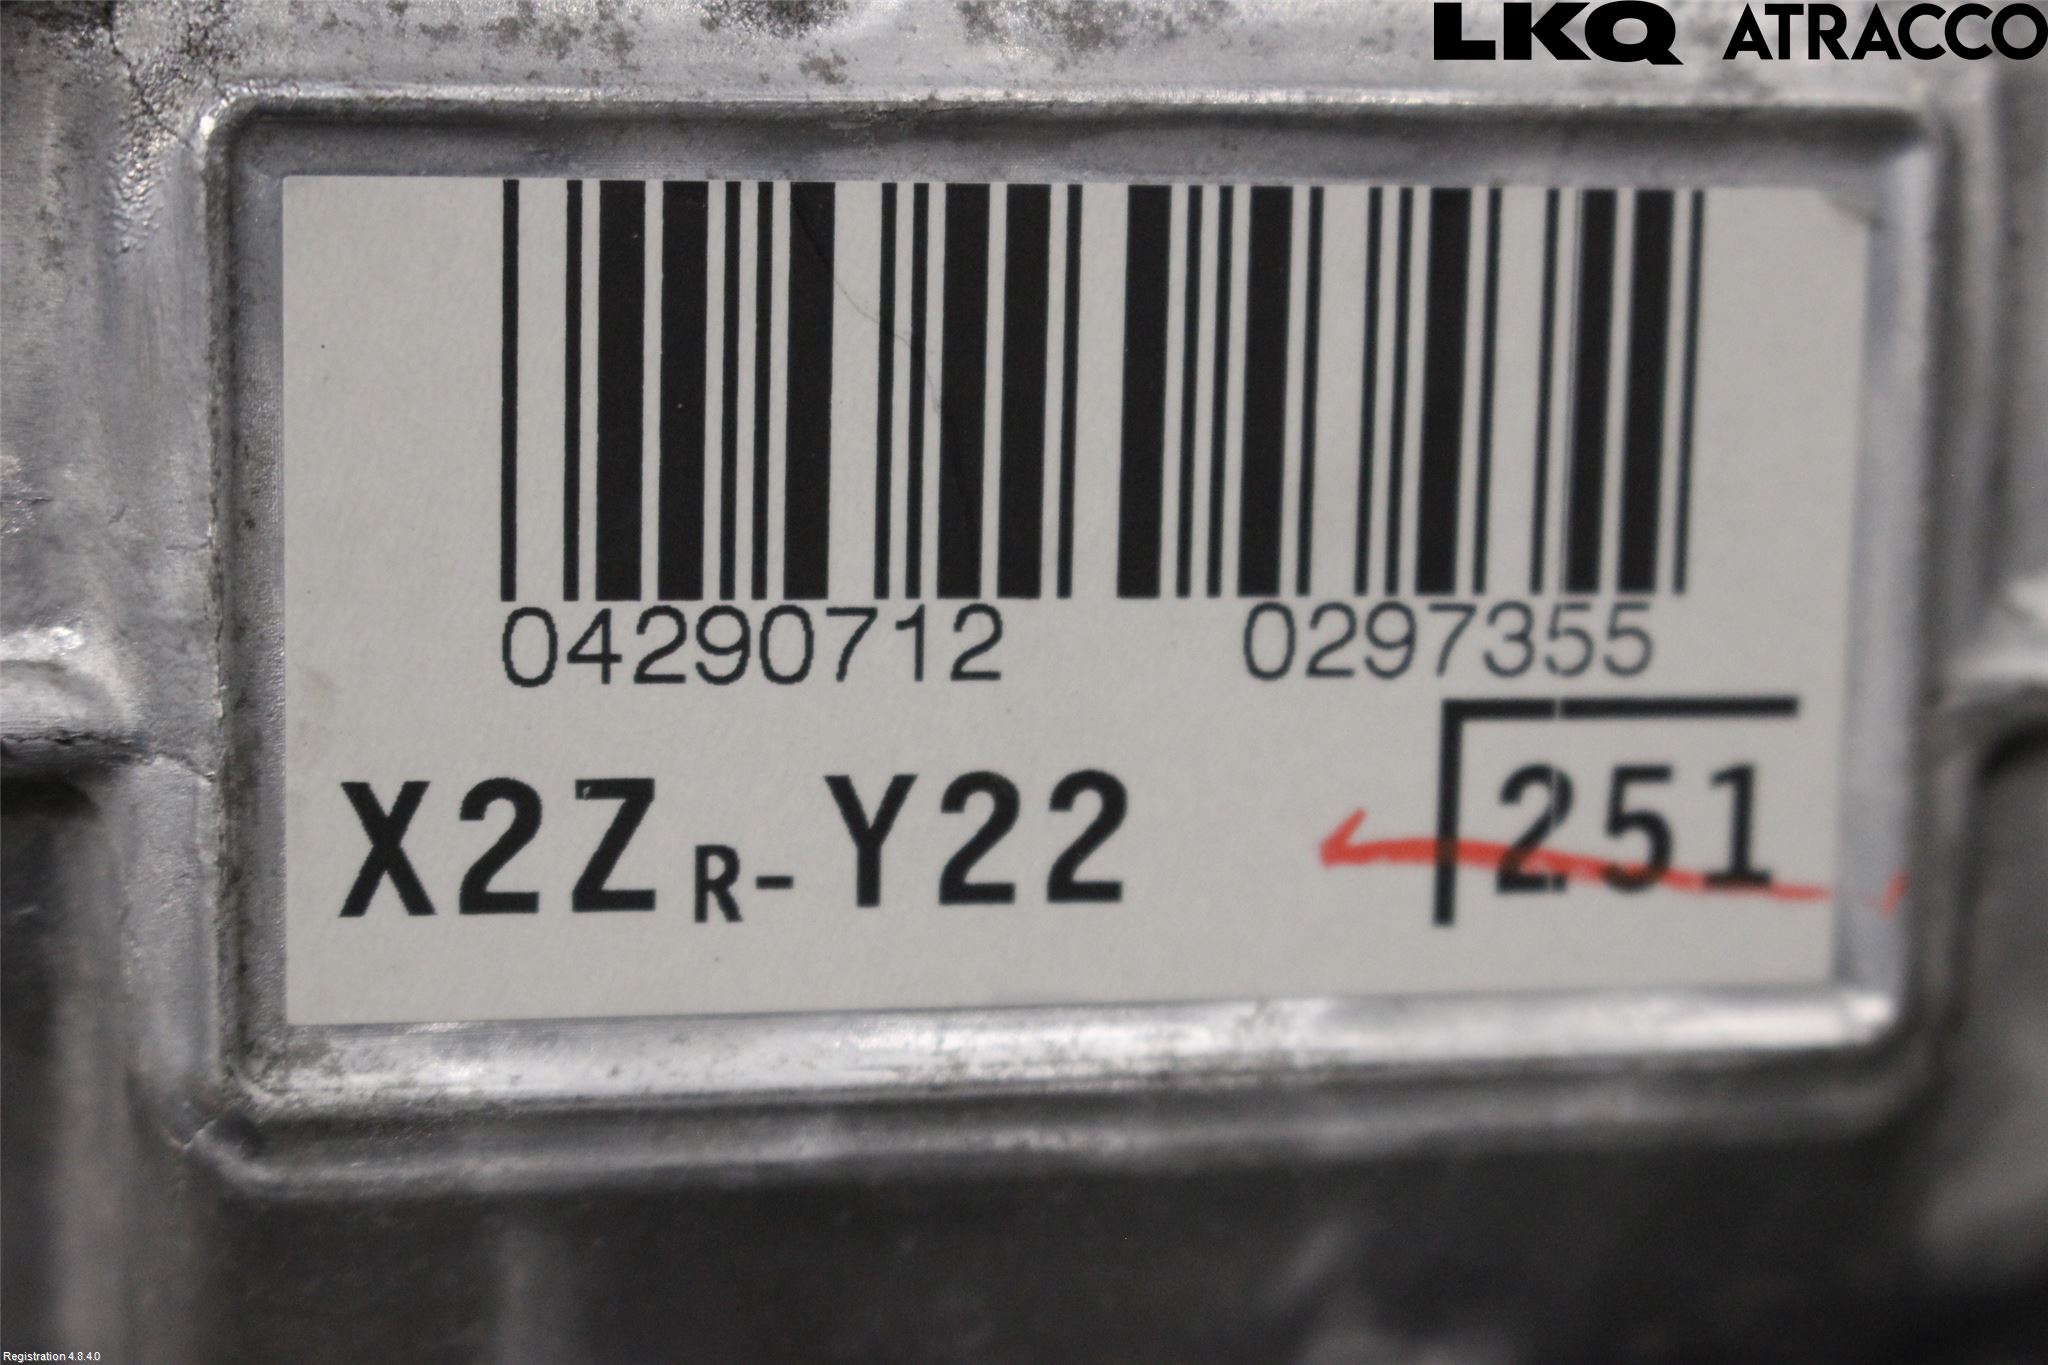 LKQ ATRACCO
04290712 0297355
X2ZR-Y22 251
Registration 4.8.4.0